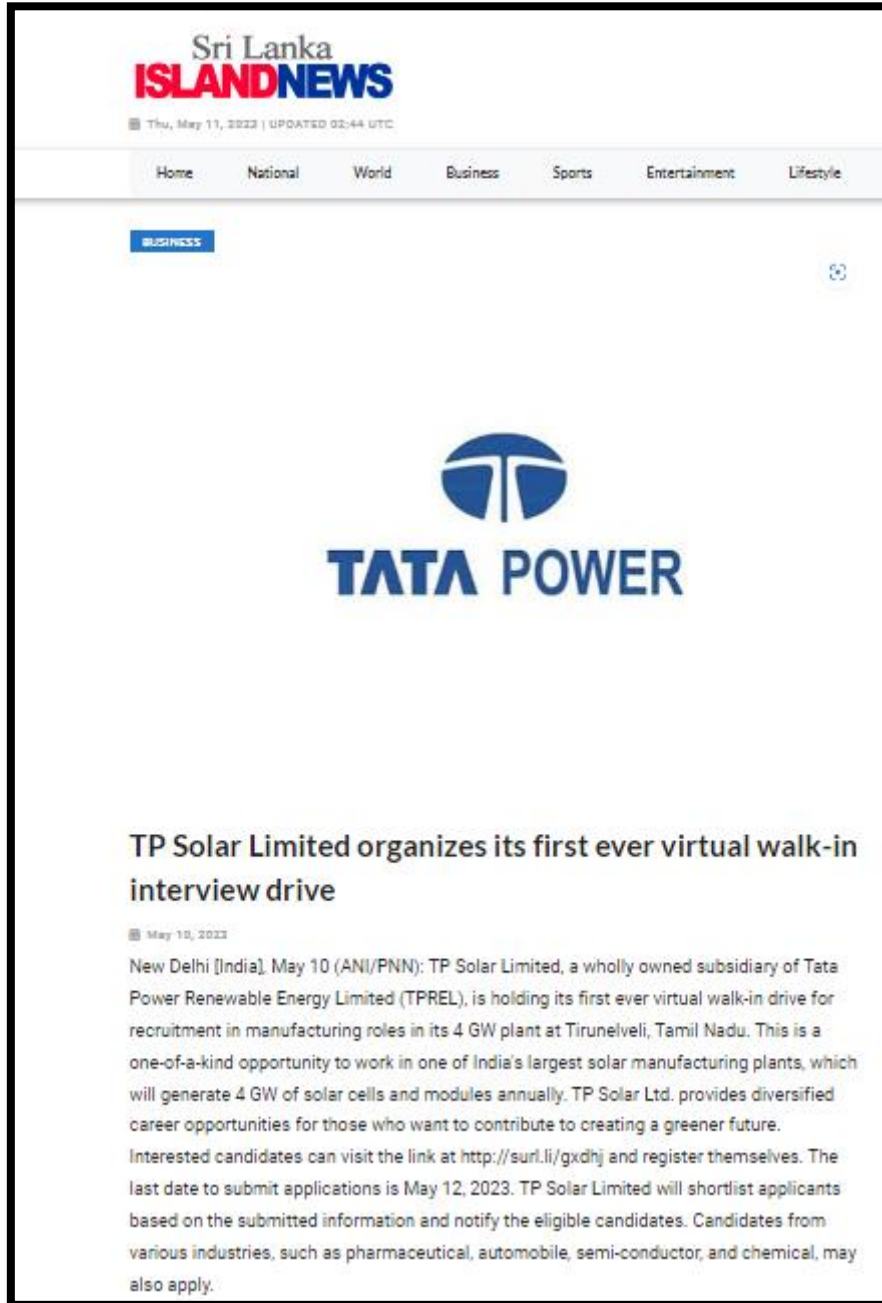 Sri Lanka
ISLANDNEWS
Thu, May 11, 2023 | UPDATED 02:44 UTC
Home National World Business Sports Entertainment Lifestyle
BUSINESS
TATA POWER
TP Solar Limited organizes its first ever virtual walk-in
interview drive
May 10, 2023
New Delhi [India], May 10 (ANI/PNN): TP Solar Limited, a wholly owned subsidiary of Tata
Power Renewable Energy Limited (TPREL), is holding its first ever virtual walk-in drive for
recruitment in manufacturing roles in its 4 GW plant at Tirunelveli, Tamil Nadu. This is a
one-of-a-kind opportunity to work in one of India's largest solar manufacturing plants, which
will generate 4 GW of solar cells and modules annually. TP Solar Ltd. provides diversified
career opportunities for those who want to contribute to creating a greener future.
Interested candidates can visit the link at http://surl.li/gxdhj and register themselves. The
last date to submit applications is May 12, 2023. TP Solar Limited will shortlist applicants
based on the submitted information and notify the eligible candidates. Candidates from
various industries, such as pharmaceutical, automobile, semi-conductor, and chemical, may
also apply.